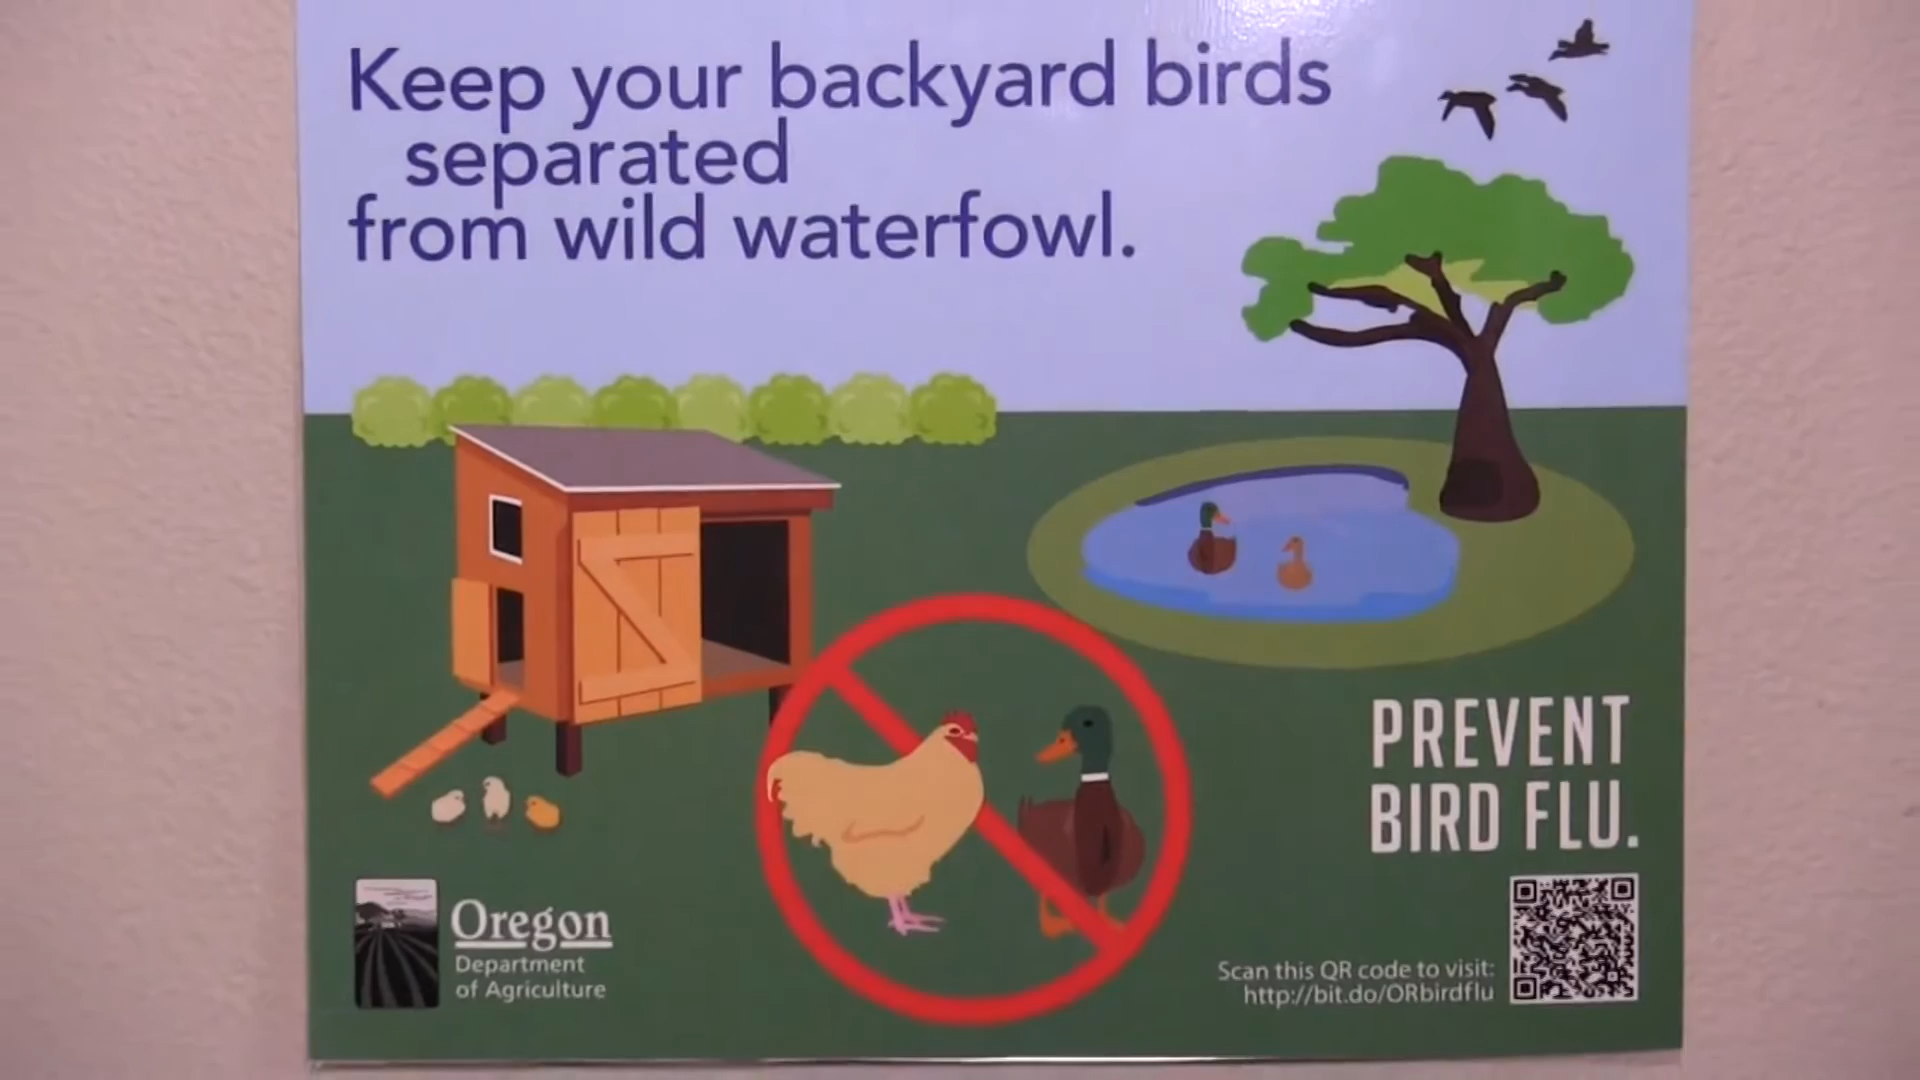 Keep your backyard birds
separated
from wild waterfowl.
PREVENT
BIRD FLU.
Oregon
Department
of Agriculture
Scan this QR code to visit:
http://bit.do/ORbirdflu